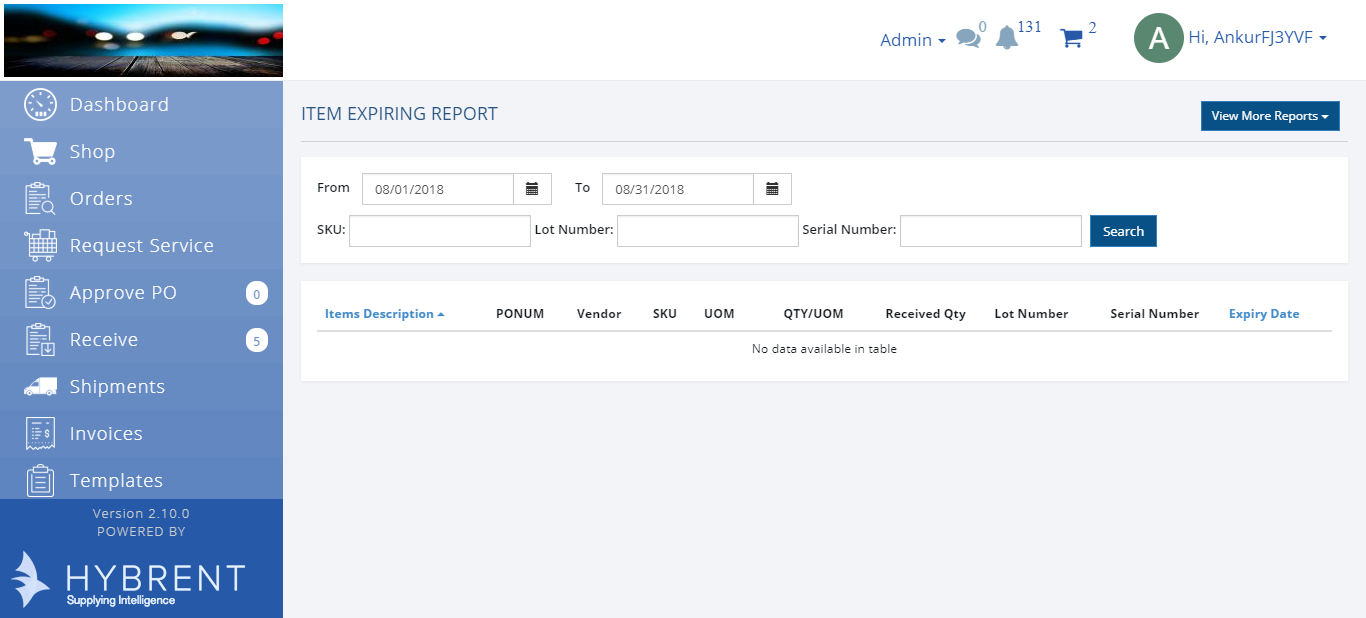 Admin 0 131 2 A Hi, AnkurFJ3YVF
Dashboard
Shop
Orders
Request Service
Approve PO 0
Receive 5
Shipments
Invoices
Templates
Version 2.10.0
POWERED BY
HYBRENT
Supplying Intelligence
ITEM EXPIRING REPORT View More Reports
From 08/01/2018 To 08/31/2018
SKU: Lot Number: Serial Number: Search
Items Description PONUM Vendor SKU UOM QTY/UOM Received Qty Lot Number Serial Number Expiry Date
No data available in table